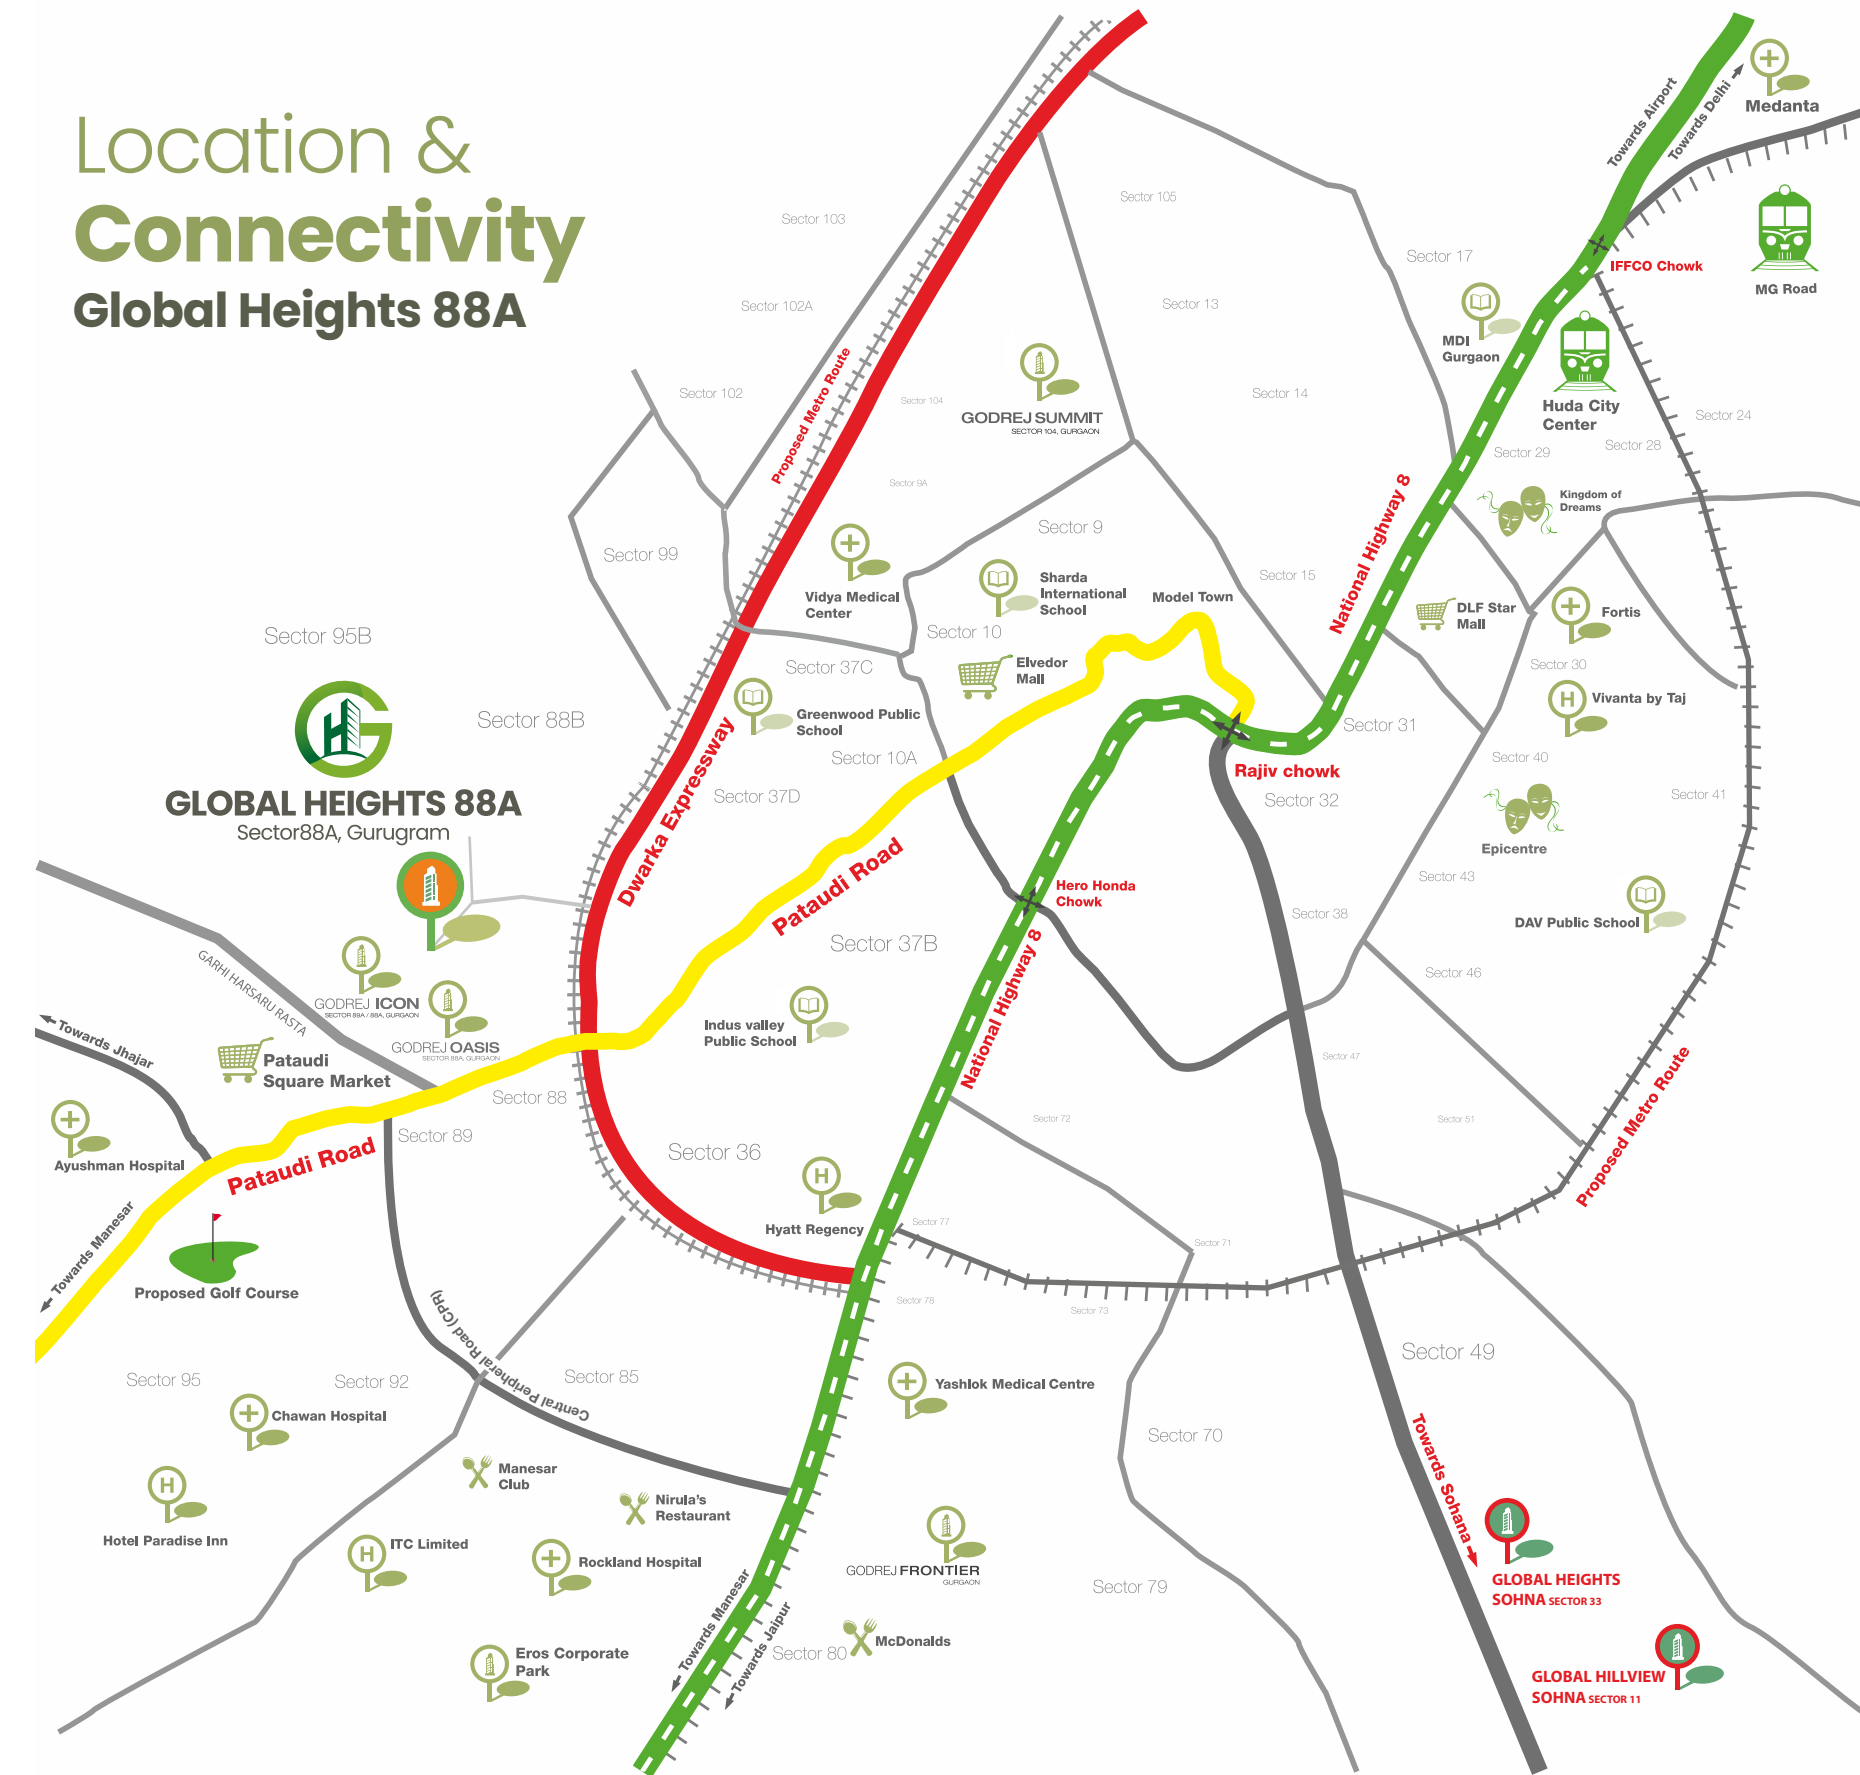 Location &
Connectivity
Global Heights 88A
Towards Airport
Towards Delhi
Medanta
MG Road
IFFCO Chowk
Sector 105
Sector 103
Sector 17
Sector 102A
Sector 13
MDI
Gurgaon
Huda City
Center
Proposed Metro Route
Sector 102
Sector 104
GODREJ SUMMIT
SECTOR 104, GURGAON
Sector 14
Sector 24
Sector 28
Sector 29
Sector 9A
National Highway 8
Kingdom of
Dreams
Sector 9
Sector 99
Sector 15
Vidya Medical
Center
Sharda
International
School
Model Town
DLF Star
Mall
Fortis
Sector 95B
Sector 10
Sector 37C
Elvedor
Mall
Sector 30
Vivanta by Taj
Sector 88B
Greenwood Public
School
Sector 31
Sector 10A
Sector 40
Rajiv chowk
Sector 37D
Sector 32
Sector 41
GLOBAL HEIGHTS 88A
Sector88A, Gurugram
Dwarka Expressway
Epicentre
Pataudi Road
Sector 43
Hero Honda
Chowk
Sector 38
DAV Public School
Sector 37B
GARHI HARSARU RASTA
Sector 46
National Highway 8
GODREJ ICON
SECTOR 89A / 88A, GURGAON
GODREJ OASIS
SECTOR 88A, GURGAON
Indus valley
Public School
Towards Jhajar
Pataudi
Square Market
Sector 47
Sector 88
Sector 72
Sector 51
Proposed Metro Route
Sector 89
Ayushman Hospital
Pataudi Road
Sector 36
Hyatt Regency
Sector 77
Sector 71
Towards Manesar
Proposed Golf Course
Sector 78
Sector 73
Central Peripheral Road (CPR)
Sector 49
Sector 95
Sector 92
Sector 85
Yashlok Medical Centre
Chawan Hospital
Sector 70
Towards Sohana
Manesar
Club
Nirula's
Restaurant
Hotel Paradise Inn
ITC Limited
Rockland Hospital
GODREJ FRONTIER
GURGAON
Sector 79
GLOBAL HEIGHTS
SOHNA SECTOR 33
Towards Manesar
Towards Jaipur
Sector 80
McDonalds
Eros Corporate
Park
GLOBAL HILLVIEW
SOHNA SECTOR 11